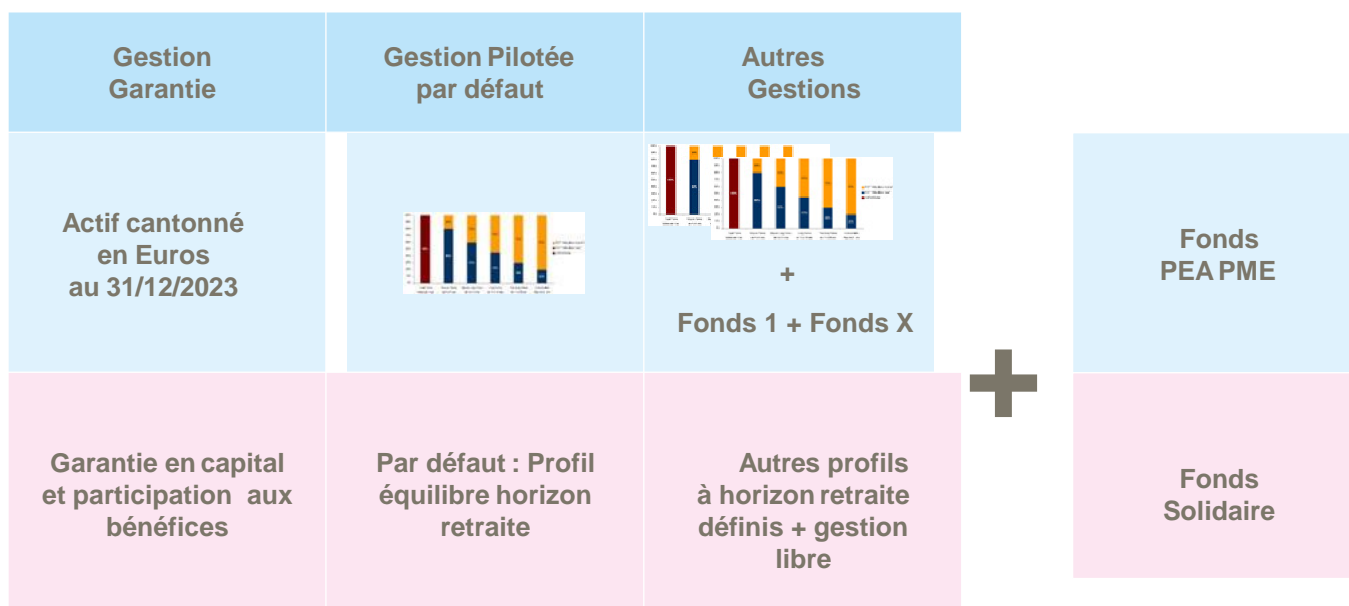 Gestion
Garantie
Gestion Pilotée
par défaut
Autres
Gestions
Actif cantonné
en Euros
au 31/12/2023
+
Fonds 1 + Fonds X
Garantie en capital
et participation aux
bénéfices
Par défaut : Profil
équilibre horizon
retraite
Autres profils
à horizon retraite
définis + gestion
libre
+
Fonds
PEA PME
Fonds
Solidaire